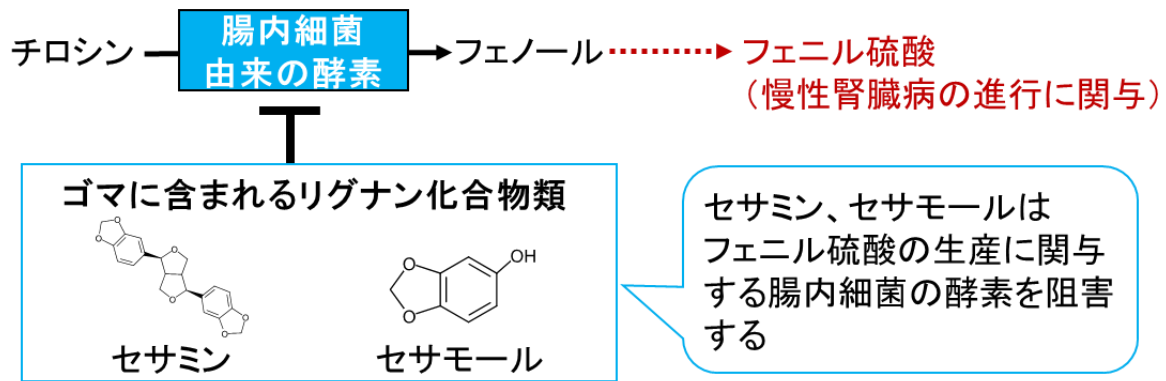 チロシン
腸内細菌
由来の酵素
フェノール
フェニル硫酸
（慢性腎臓病の進行に関与）
ゴマに含まれるリグナン化合物類
O
O
O
O
O
O
セサミン
O
O
OH
セサモール
セサミン、セサモールは
フェニル硫酸の生産に関与
する腸内細菌の酵素を阻害
する